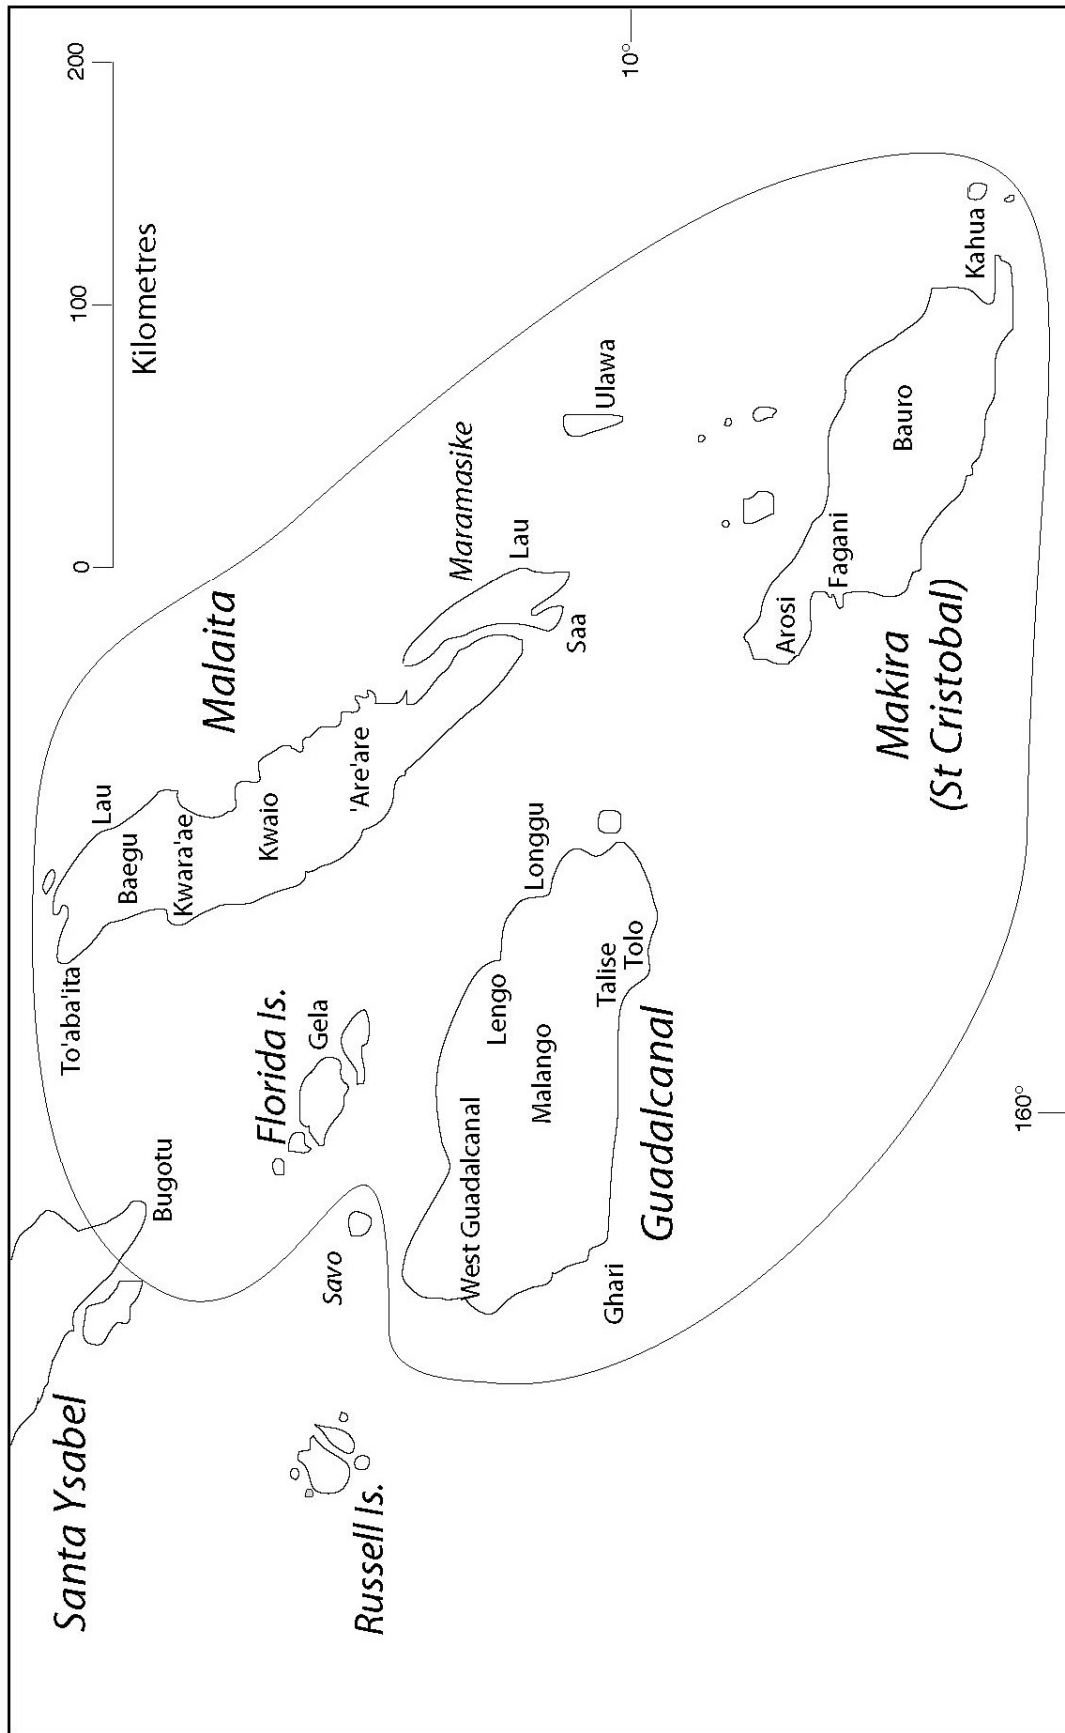 Santa Ysabel
Bugotu
To'aba'ita
Lau
Baegu
Kwara'ae
Malaita
Kwaio
'Are'are
0
100
200
Kilometres
Maramasike
Lau
Saa
Ulawa
Florida Is.
Gela
Savo
Russell Is.
West Guadalcanal
Lengo
Longgu
Malango
Ghari
Talise
Tolo
Guadalcanal
10°
Arosi
Fagani
Bauro
Kahua
Makira
(St Cristobal)
160°